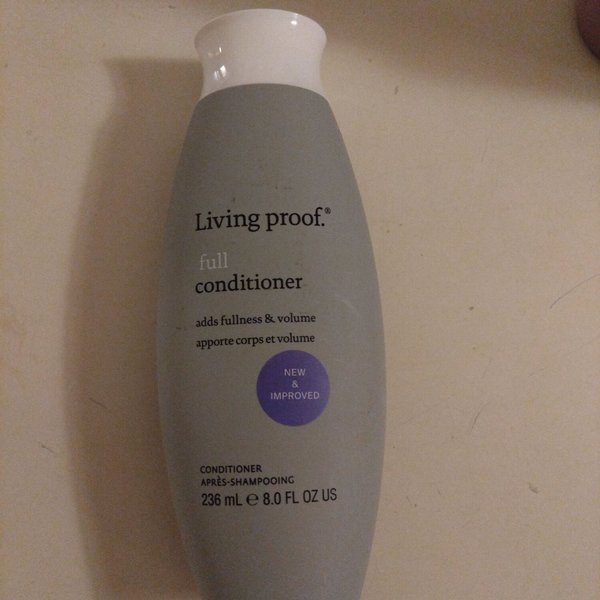 Living proof.®
full
conditioner
adds fullness & volume
apporte corps et volume
NEW
&
IMPROVED
CONDITIONER
APRÈS-SHAMPOOING
236 mL ℮ 8.0 FL OZ US